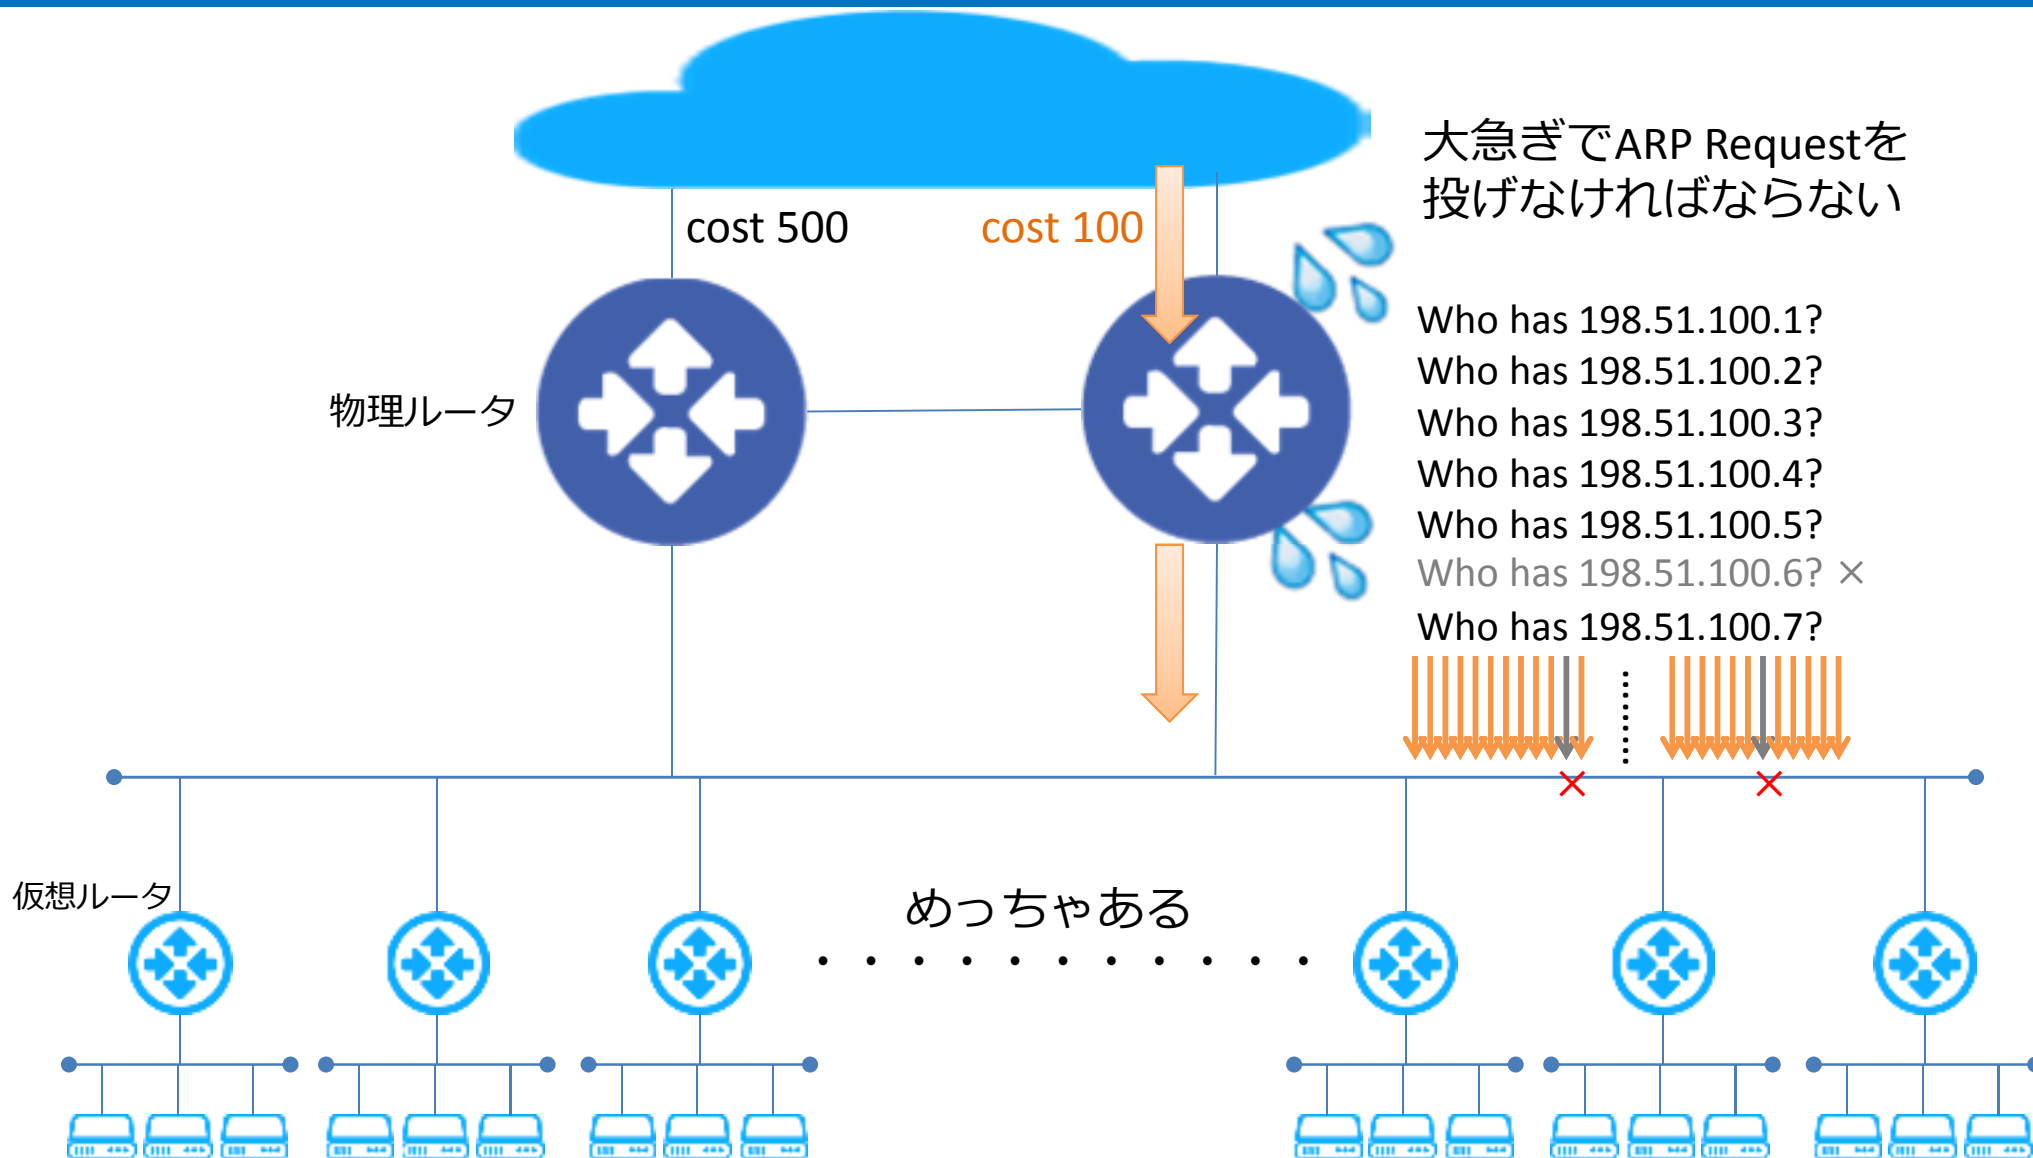 大急ぎでARP Requestを
投げなければならない
cost 500
cost 100
Who has 198.51.100.1?
Who has 198.51.100.2?
Who has 198.51.100.3?
Who has 198.51.100.4?
Who has 198.51.100.5?
Who has 198.51.100.6? ×
Who has 198.51.100.7?
物理ルータ
仮想ルータ
めっちゃある
・・・・・・・・・・・